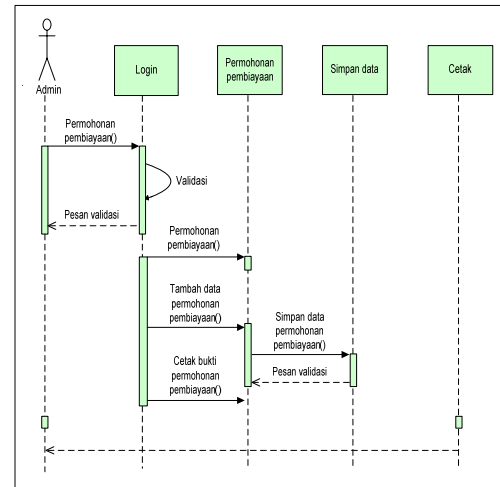 Admin
Login
Permohonan
pembiayaan
Simpan data
Cetak
Permohonan
pembiayaan()
Validasi
Pesan validasi
Permohonan
pembiayaan()
Tambah data
permohonan
pembiayaan()
Simpan data
permohonan
pembiayaan()
Pesan validasi
Cetak bukti
permohonan
pembiayaan()